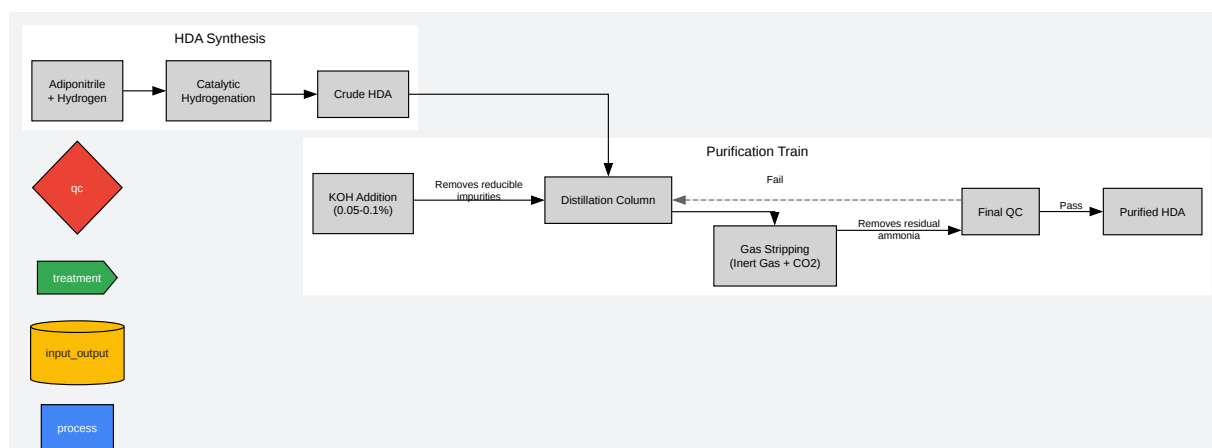 HDA Synthesis
Adiponitrile
+ Hydrogen
Catalytic
Hydrogenation
Crude HDA
qc
treatment
input_output
process
Purification Train
KOH Addition
(0.05-0.1%)
Removes reducible
impurities
Distillation Column
Fail
Gas Stripping
(Inert Gas + CO2)
Removes residual
ammonia
Final QC
Pass
Purified HDA